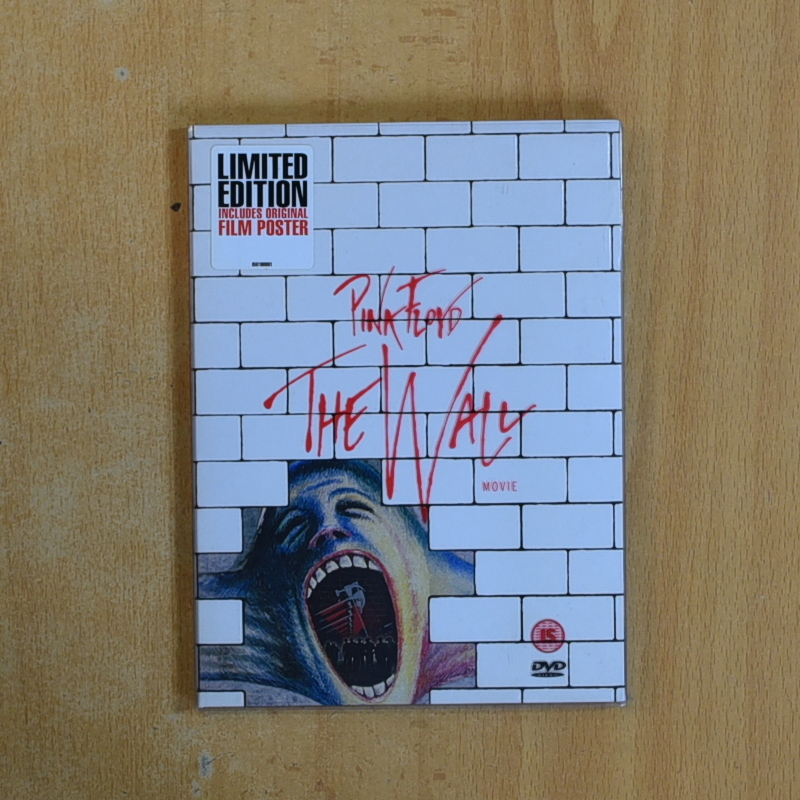 LIMITED
EDITION
INCLUDES ORIGINAL
FILM POSTER
PINK FLOYD
THE WALL
MOVIE
15
DVD